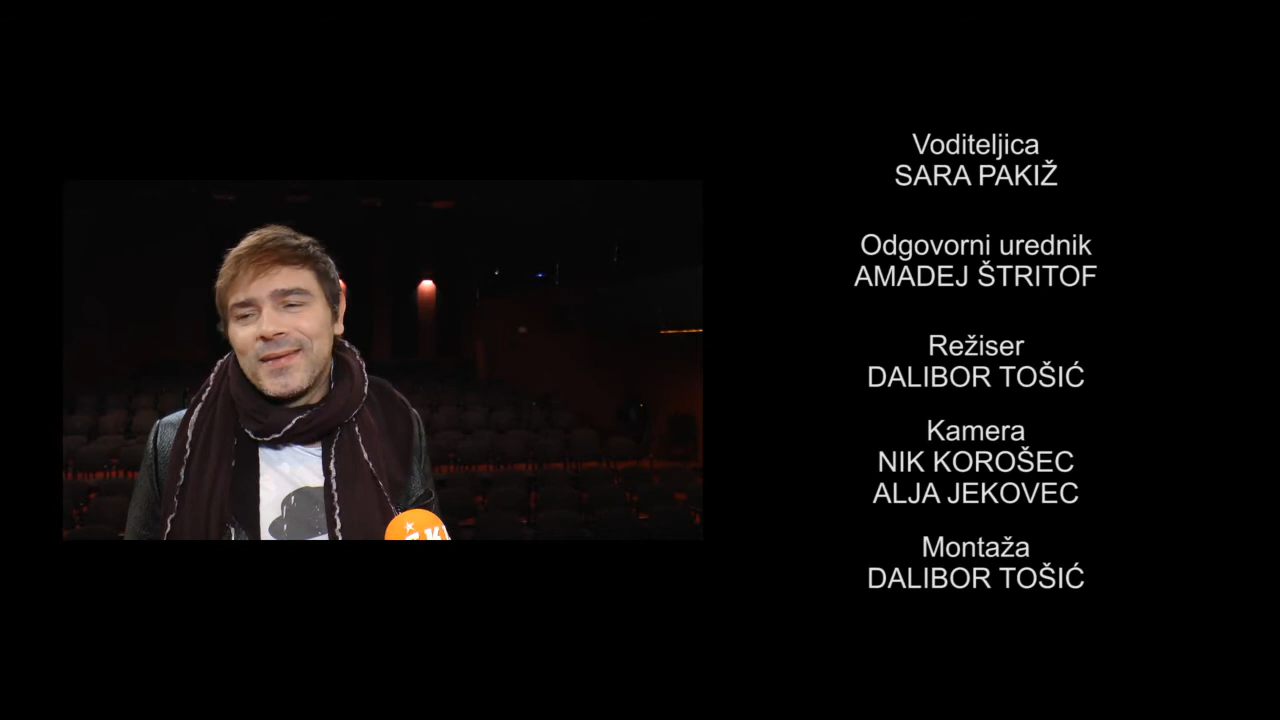 Voditeljica
SARA PAKIŽ
Odgovorni urednik
AMADEJ ŠTRITOF
Režiser
DALIBOR TOŠIĆ
Kamera
NIK KOROŠEC
ALJA JEKOVEC
Montaža
DALIBOR TOŠIĆ